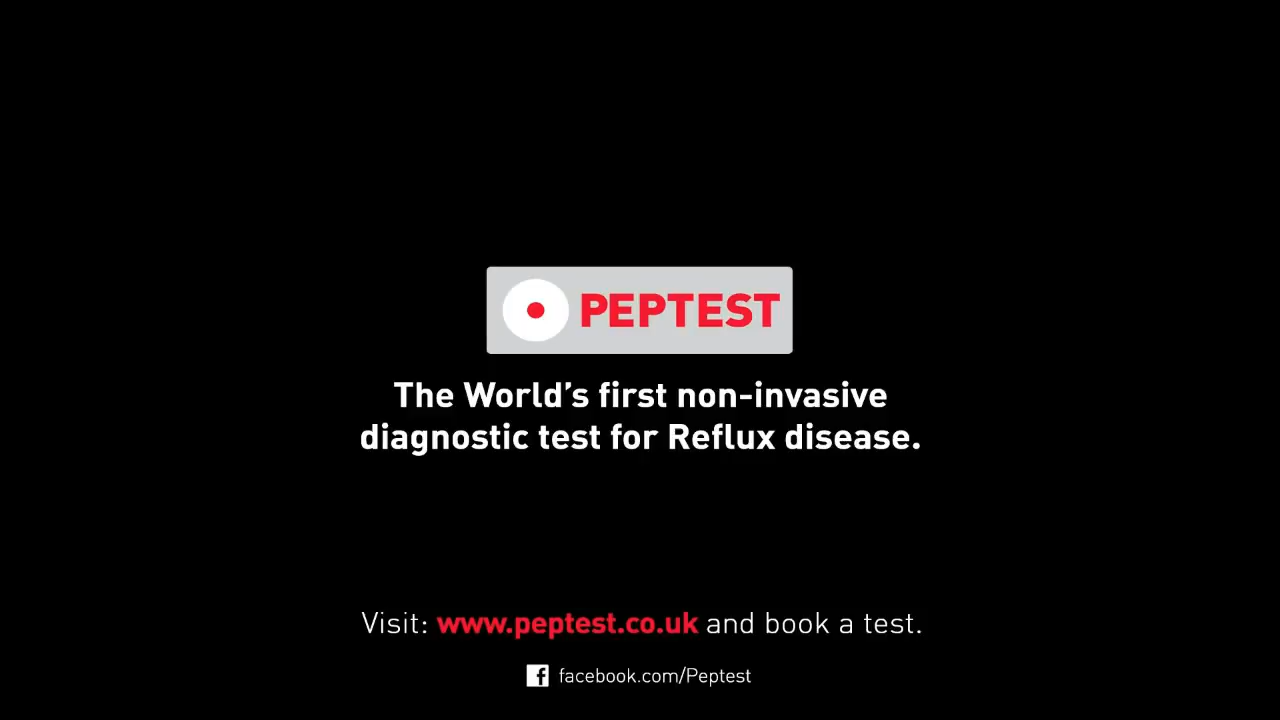 PEPTEST
The World's first non-invasive
diagnostic test for Reflux disease.
Visit: www.peptest.co.uk and book a test.
facebook.com/Peptest